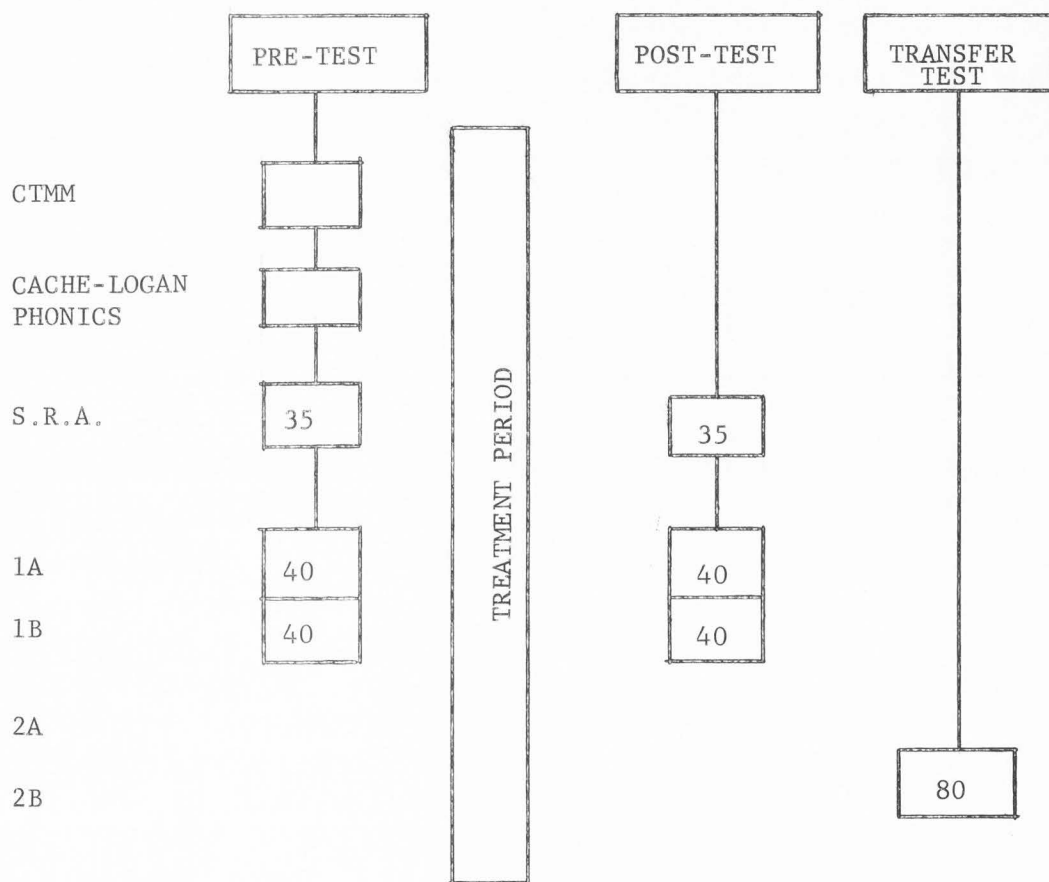 PRE-TEST
POST-TEST
TRANSFER
TEST
CTMM
CACHE-LOGAN
PHONICS
S.R.A.
35
35
TREATMENT PERIOD
1A
40
40
1B
40
40
2A
2B
80